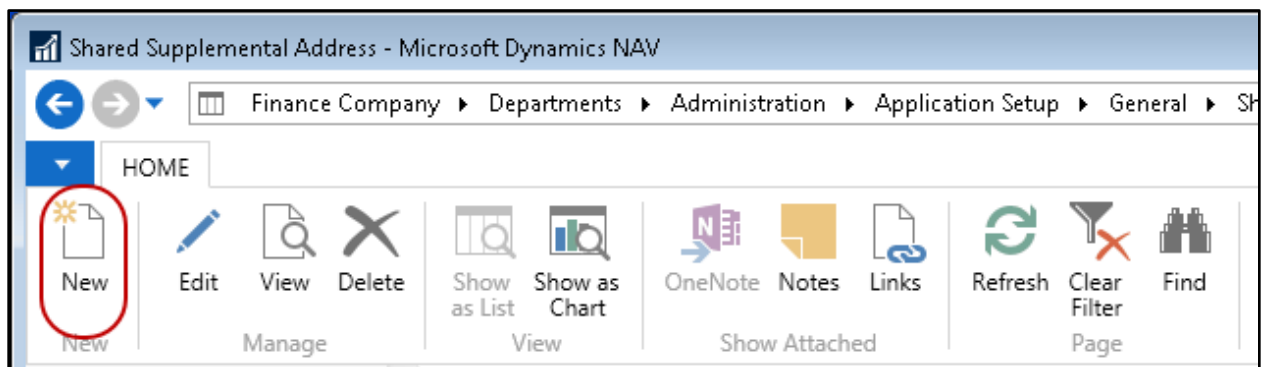 Shared Supplemental Address - Microsoft Dynamics NAV
Finance Company ▸ Departments ▸ Administration ▸ Application Setup ▸ General ▸ Sh
HOME
New Edit View Delete Show as List Show as Chart OneNote Notes Links Refresh Clear Filter Find
New Manage View Show Attached Page